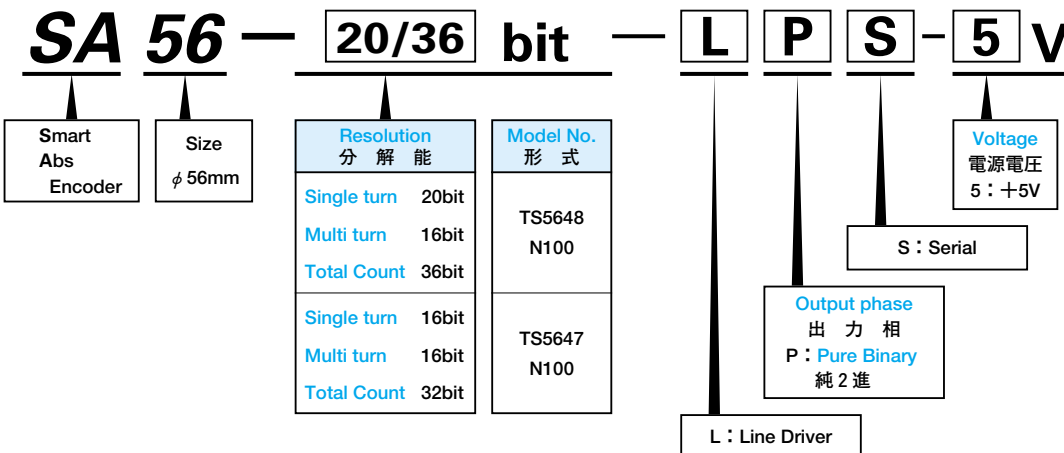 SA 56 — 20/36 bit — L P S - 5 V
Smart
Abs
Encoder
Size
φ 56mm
Resolution
分 解 能
Model No.
形 式
Single turn 20bit
Multi turn 16bit
Total Count 36bit
TS5648
N100
Single turn 16bit
Multi turn 16bit
Total Count 32bit
TS5647
N100
Voltage
電源電圧
5：＋5V
S：Serial
Output phase
出 力 相
P：Pure Binary
純2進
L：Line Driver